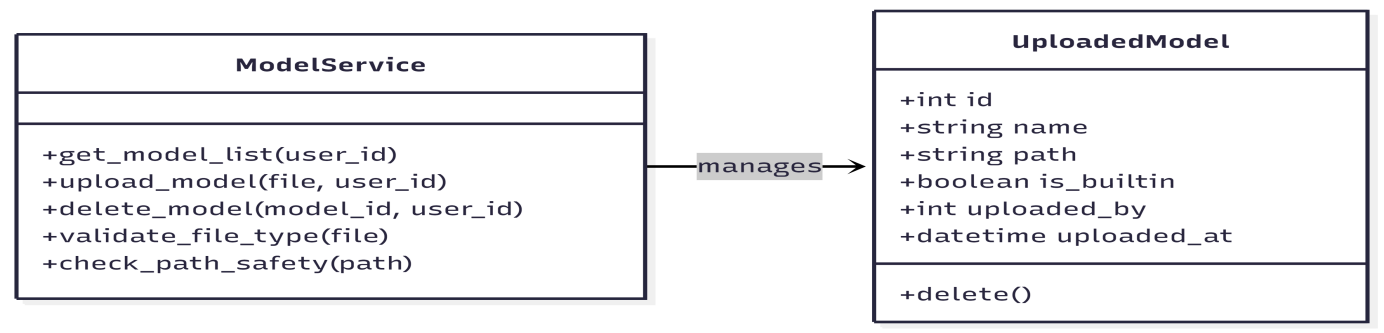 ModelService
+get_model_list(user_id)
+upload_model(file, user_id)
+delete_model(model_id, user_id)
+validate_file_type(file)
+check_path_safety(path)
manages
UploadedModel
+int id
+string name
+string path
+boolean is_builtin
+int uploaded_by
+datetime uploaded_at
+delete()